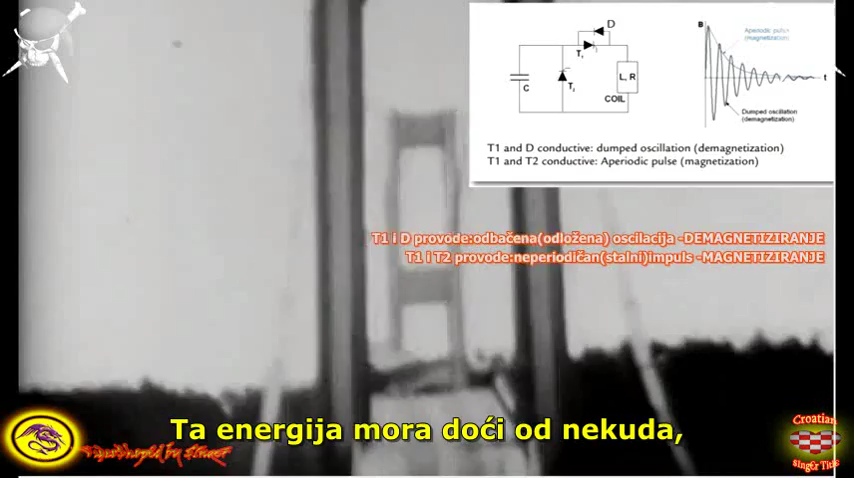 D
T1
C
T2
L, R
COIL
B
Aperiodic pulse
(magnetization)
t
Dumped oscillation
(demagnetization)
T1 and D conductive: dumped oscillation (demagnetization)
T1 and T2 conductive: Aperiodic pulse (magnetization)
T1 i D provode:odbačena(odložena) oscilacija -DEMAGNETIZIRANJE
T1 i T2 provode:neperiodičan(stalni)impuls -MAGNETIZIRANJE
Ta energija mora doći od nekuda,
Croatian